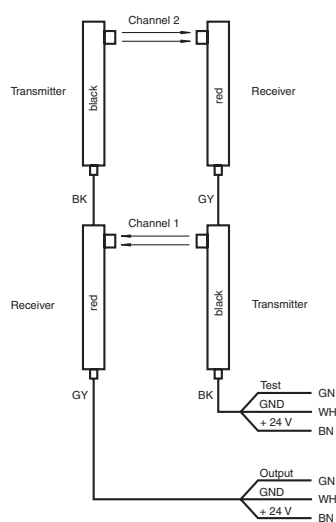 Channel 2
Transmitter
black
red
Receiver
BK
GY
Channel 1
Receiver
red
black
Transmitter
GY
BK
Test
GN
GND
WH
+ 24 V
BN
Output
GN
GND
WH
+ 24 V
BN